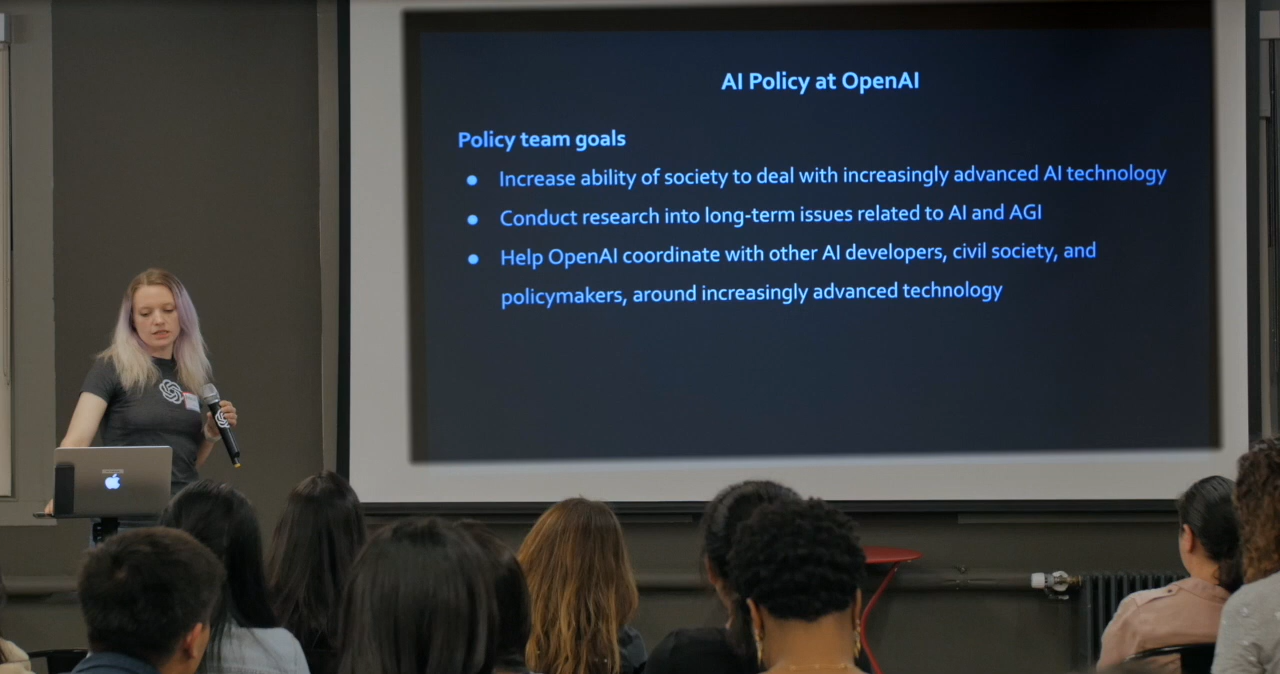 AI Policy at OpenAI
Policy team goals
● Increase ability of society to deal with increasingly advanced AI technology
● Conduct research into long-term issues related to AI and AGI
● Help OpenAI coordinate with other AI developers, civil society, and
policymakers, around increasingly advanced technology